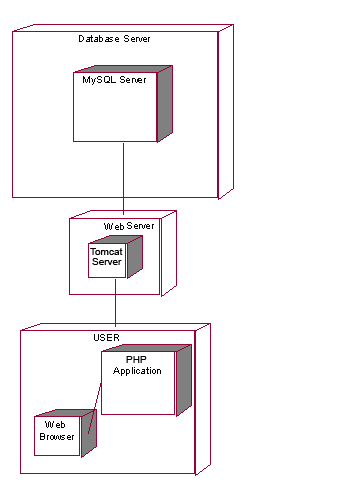 Database Server
MySQL Server
Web Server
Tomcat
Server
USER
PHP
Application
Web
Browser